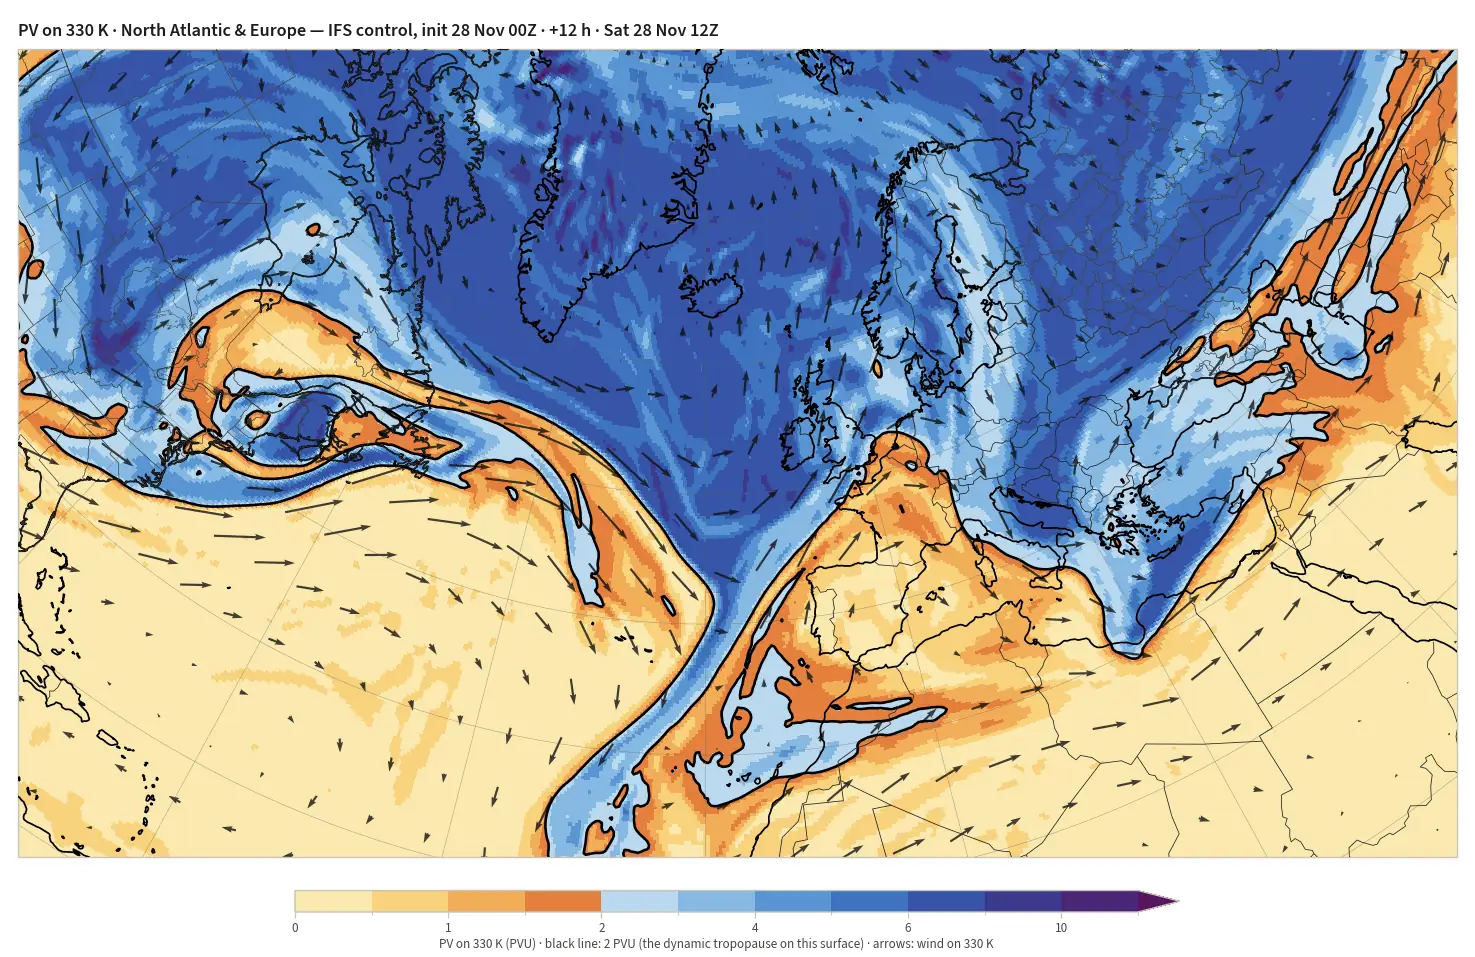 PV on 330 K · North Atlantic & Europe — IFS control, init 28 Nov 00Z · +12 h · Sat 28 Nov 12Z
0 1 2 4 6 10
PV on 330 K (PVU) · black line: 2 PVU (the dynamic tropopause on this surface) · arrows: wind on 330 K